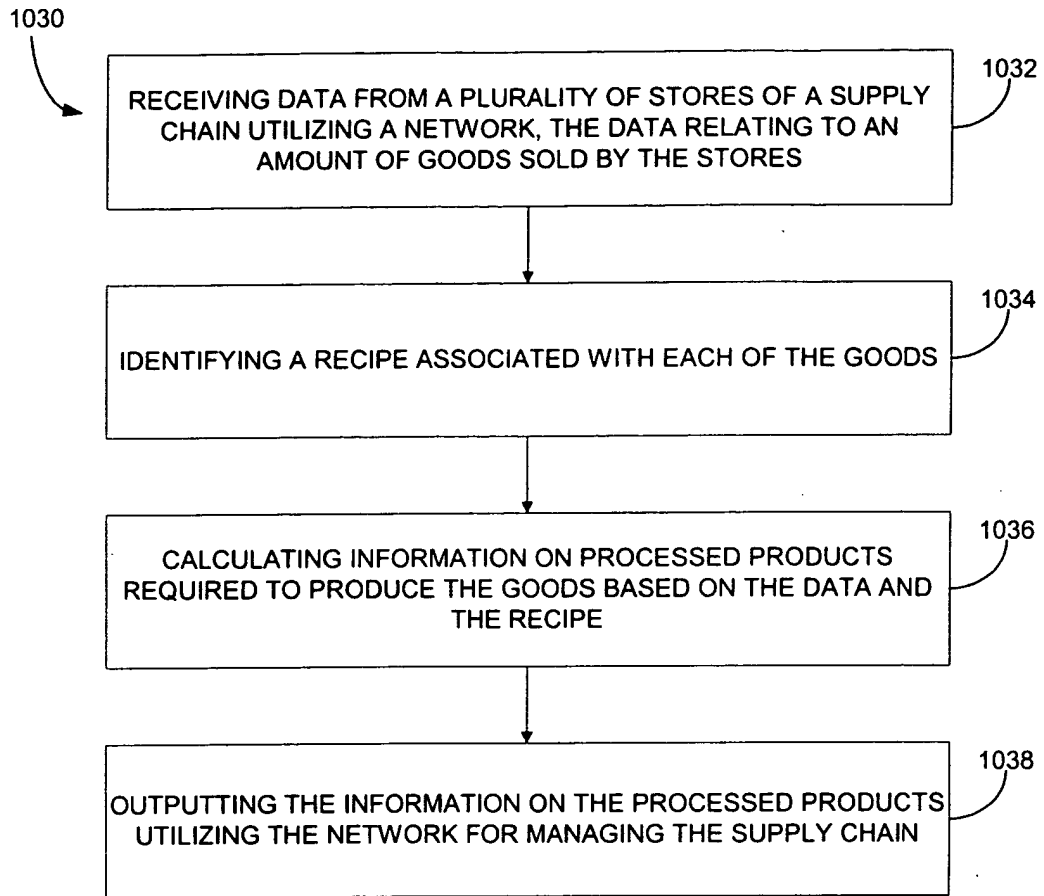 1030
1032
RECEIVING DATA FROM A PLURALITY OF STORES OF A SUPPLY
CHAIN UTILIZING A NETWORK, THE DATA RELATING TO AN
AMOUNT OF GOODS SOLD BY THE STORES
1034
IDENTIFYING A RECIPE ASSOCIATED WITH EACH OF THE GOODS
1036
CALCULATING INFORMATION ON PROCESSED PRODUCTS
REQUIRED TO PRODUCE THE GOODS BASED ON THE DATA AND
THE RECIPE
1038
OUTPUTTING THE INFORMATION ON THE PROCESSED PRODUCTS
UTILIZING THE NETWORK FOR MANAGING THE SUPPLY CHAIN